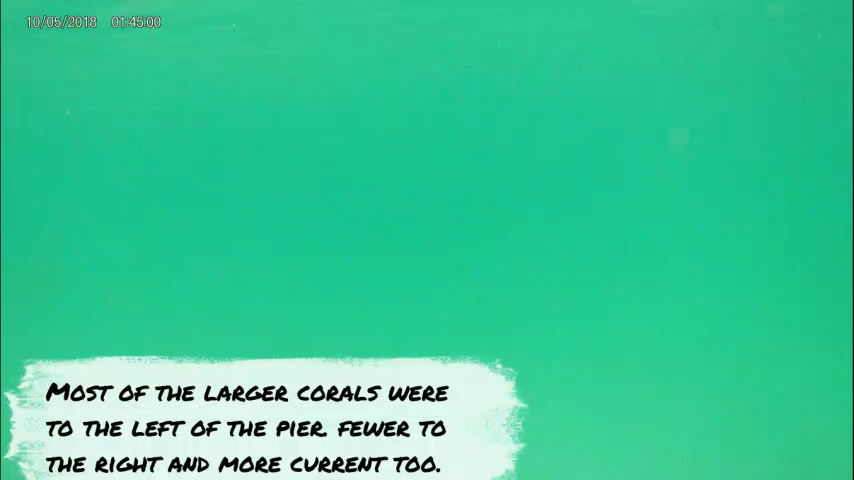 10/05/2018 01:45:00
Most of the larger corals were
to the left of the pier. fewer to
the right and more current too.